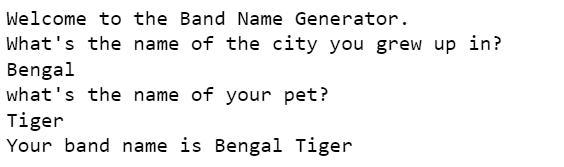 Welcome to the Band Name Generator.
What's the name of the city you grew up in?
Bengal
what's the name of your pet?
Tiger
Your band name is Bengal Tiger